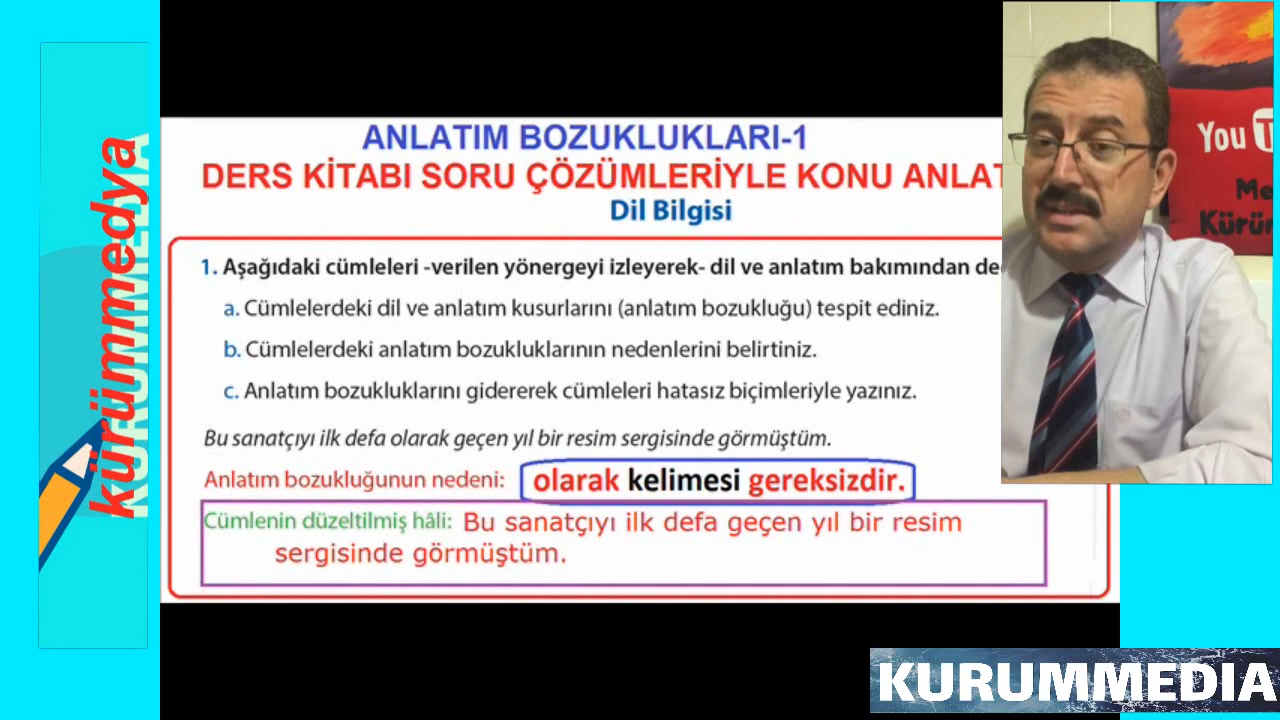 ANLATIM BOZUKLUKLARI-1
DERS KİTABI SORU ÇÖZÜMLERİYLE KONU ANLAT
Dil Bilgisi
1. Aşağıdaki cümleleri -verilen yönergeyi izleyerek- dil ve anlatım bakımından
a. Cümlelerdeki dil ve anlatım kusurlarını (anlatım bozukluğu) tespit ediniz.
b. Cümlelerdeki anlatım bozukluklarının nedenlerini belirtiniz.
c. Anlatım bozukluklarını gidererek cümleleri hatasız biçimleriyle yazınız.
Bu sanatçıyı ilk defa olarak geçen yıl bir resim sergisinde görmüştüm.
Anlatım bozukluğunun nedeni: olarak kelimesi gereksizdir.
Cümlenin düzeltilmiş hâli: Bu sanatçıyı ilk defa geçen yıl bir resim
sergisinde görmüştüm.
kürümmedya
KURUMMEDIA
You T
Me
Kürü
KURUMMEDIA